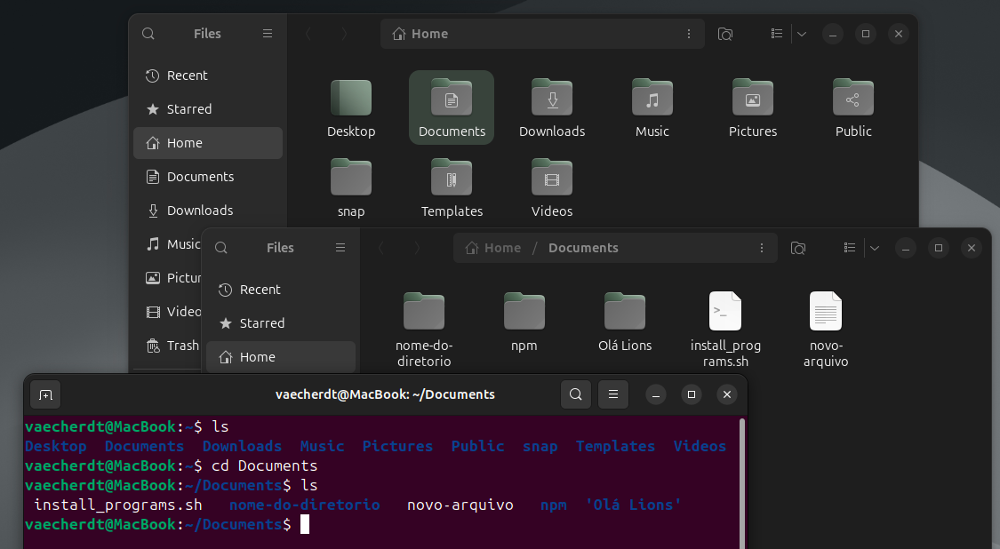 Files
Home
Recent
Starred
Home
Documents
Downloads
Music
Pictur
Video
Trash
Desktop
Documents
Downloads
Music
Pictures
Public
snap
Templates
Videos
Files
Home / Documents
Recent
Starred
Home
nome-do-
diretorio
npm
Olá Lions
install_prog
rams.sh
novo-
arquivo
vaecherdt@MacBook: ~/Documents
vaecherdt@MacBook:~$ ls
Desktop  Documents  Downloads  Music  Pictures  Public  snap  Templates  Videos
vaecherdt@MacBook:~$ cd Documents
vaecherdt@MacBook:~/Documents$ ls
install_programs.sh   nome-do-diretorio   novo-arquivo   npm  'Olá Lions'
vaecherdt@MacBook:~/Documents$